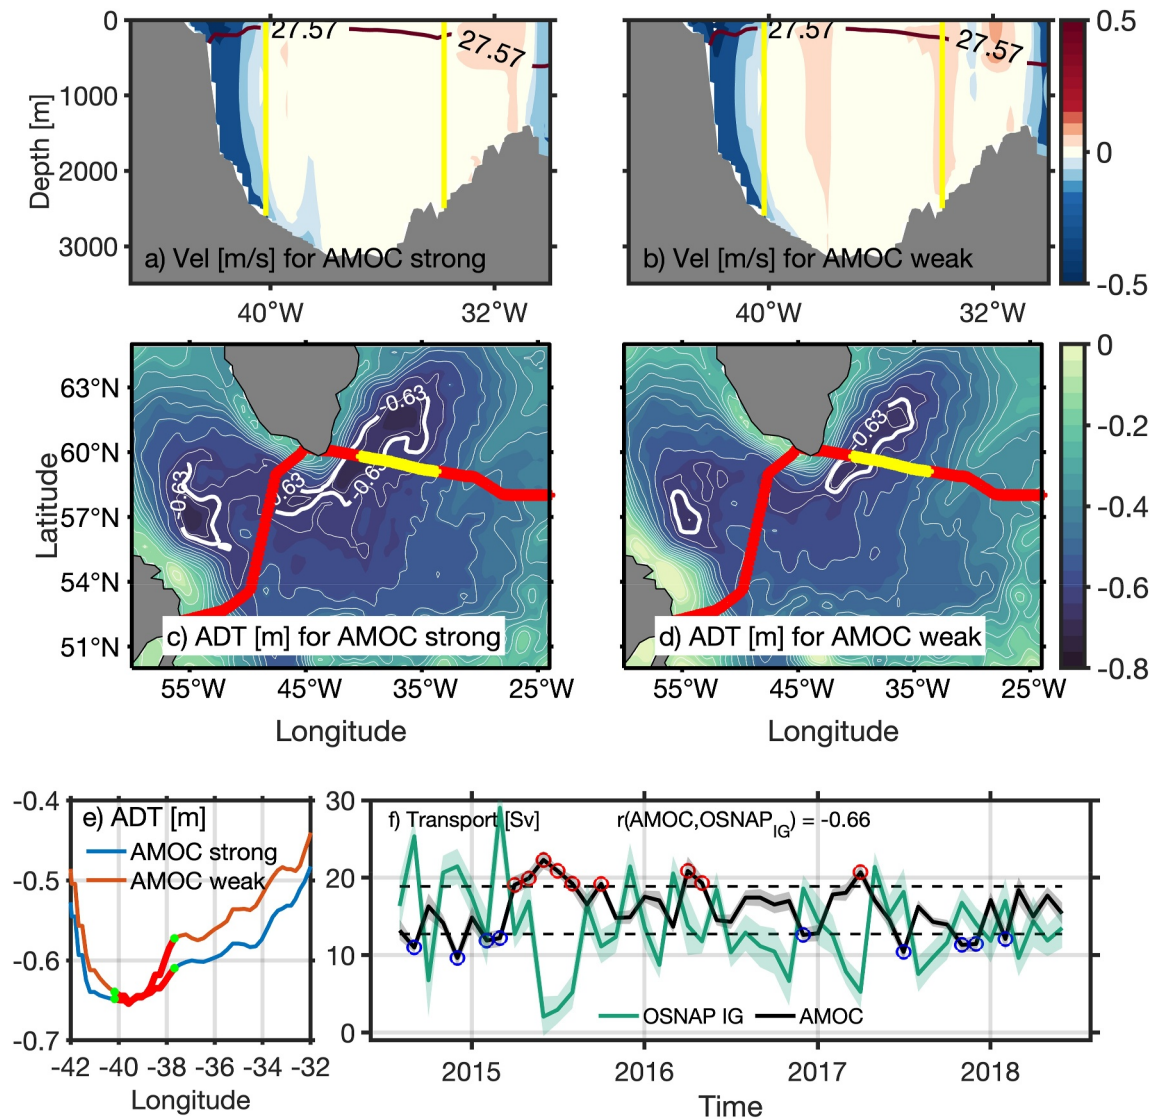 0
1000
2000
3000
Depth [m]
27.57
27.57
a) Vel [m/s] for AMOC strong
40°W
32°W
27.57
27.57
b) Vel [m/s] for AMOC weak
40°W
32°W
0.5
0
-0.5
63°N
60°N
57°N
54°N
51°N
Latitude
-0.63
-0.63
-0.63
c) ADT [m] for AMOC strong
55°W
45°W
35°W
25°W
Longitude
-0.63
d) ADT [m] for AMOC weak
55°W
45°W
35°W
25°W
Longitude
0
-0.2
-0.4
-0.6
-0.8
-0.4
-0.5
-0.6
-0.7
e) ADT [m]
AMOC strong
AMOC weak
-42 -40 -38 -36 -34 -32
Longitude
30
20
10
0
f) Transport [Sv]
r(AMOC,OSNAP_IG) = -0.66
OSNAP IG
AMOC
2015
2016
2017
2018
Time